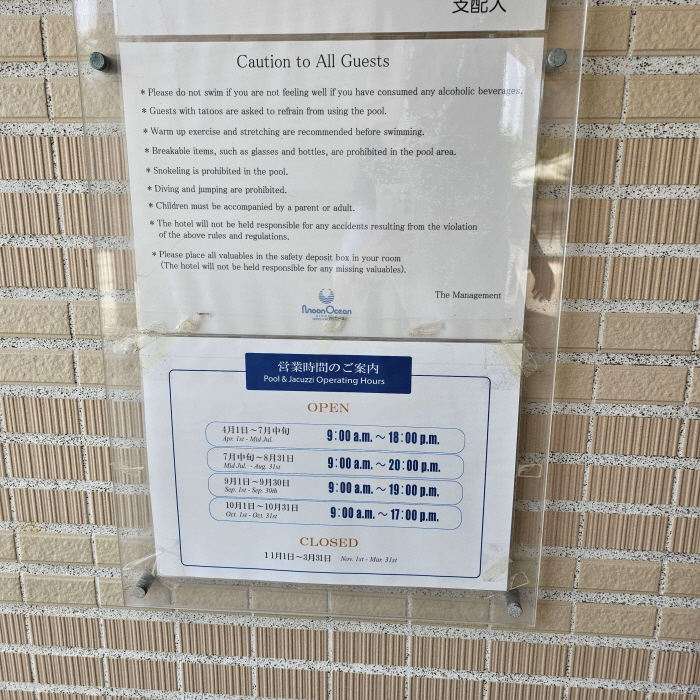 支配人
Caution to All Guests
* Please do not swim if you are not feeling well if you have consumed any alcoholic beverages.
* Guests with tatoos are asked to refrain from using the pool.
* Warm up exercise and stretching are recommended before swimming.
* Breakable items, such as glasses and bottles, are prohibited in the pool area.
* Snokeling is prohibited in the pool.
* Diving and jumping are prohibited.
* Children must be accompanied by a parent or adult.
* The hotel will not be held responsible for any accidents resulting from the violation
of the above rules and regulations.
* Please place all valuables in the safety deposit box in your room
(The hotel will not be held responsible for any missing valuables).
The Management
Moon Ocean
営業時間のご案内
Pool & Jacuzzi Operating Hours
OPEN
4月1日～7月中旬 9:00 a.m. ～ 18:00 p.m.
Apr. 1st - Mid Jul.
7月中旬～8月31日 9:00 a.m. ～ 20:00 p.m.
Mid Jul. - Aug. 31st
9月1日～9月30日 9:00 a.m. ～ 19:00 p.m.
Sep. 1st - Sep. 30th
10月1日～10月31日 9:00 a.m. ～ 17:00 p.m.
Oct. 1st - Oct. 31st
CLOSED
11月1日～3月31日 Nov. 1st - Mar. 31st